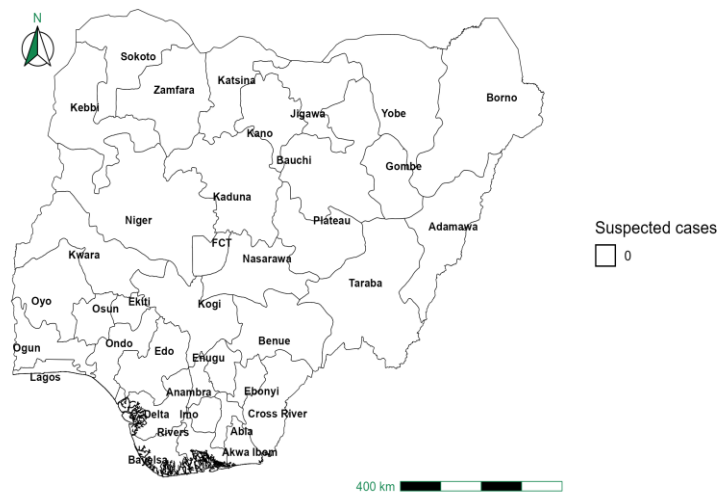 N
Sokoto
Katsina
Zamfara
Kebbi
Jigawa
Yobe
Borno
Kano
Bauchi
Gombe
Kaduna
Niger
Plateau
Adamawa
FCT
Kwara
Nasarawa
Taraba
Suspected cases
0
Oyo
Osun
Ekiti
Kogi
Ogun
Ondo
Edo
Enugu
Benue
Lagos
Anambra
Ebonyi
Delta
Imo
Cross River
Rivers
Abia
Bayelsa
Akwa Ibom
400 km